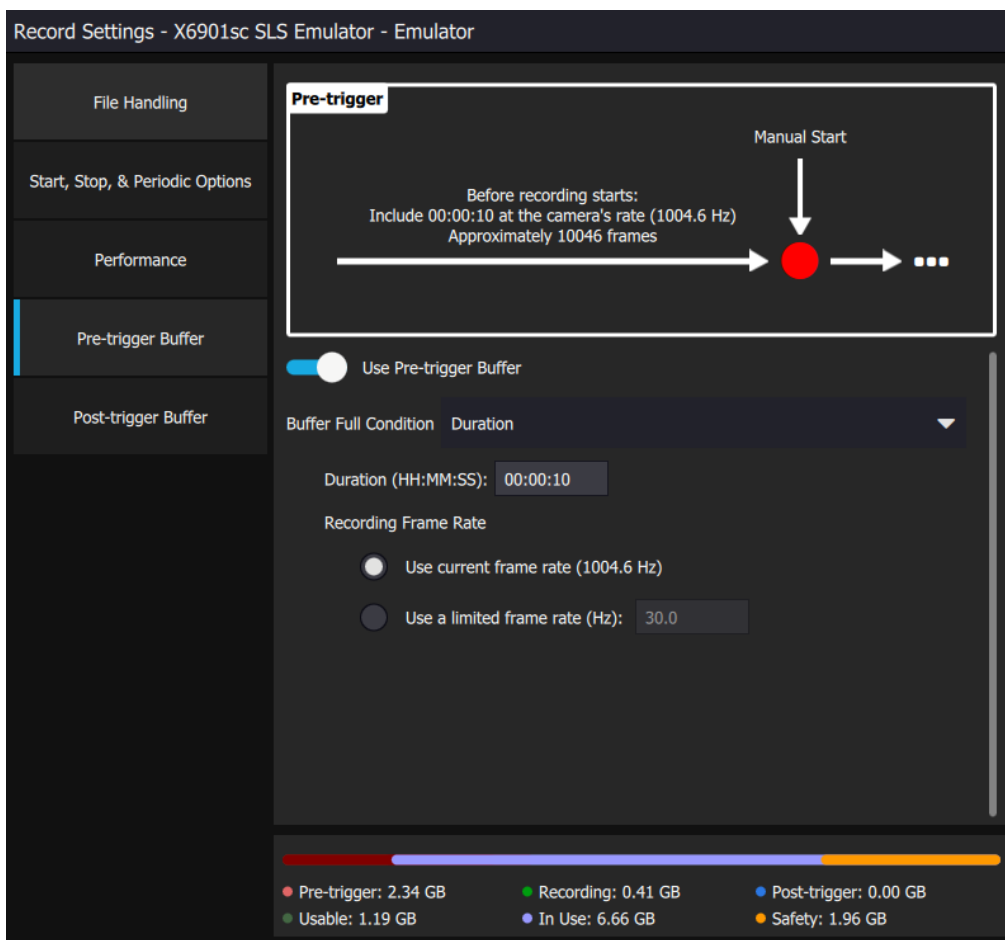 Record Settings - X6901sc SLS Emulator - Emulator
File Handling
Start, Stop, & Periodic Options
Performance
Pre-trigger Buffer
Post-trigger Buffer
Pre-trigger
Manual Start
Before recording starts:
Include 00:00:10 at the camera's rate (1004.6 Hz)
Approximately 10046 frames
Use Pre-trigger Buffer
Buffer Full Condition Duration
Duration (HH:MM:SS): 00:00:10
Recording Frame Rate
Use current frame rate (1004.6 Hz)
Use a limited frame rate (Hz): 30.0
Pre-trigger: 2.34 GB Recording: 0.41 GB Post-trigger: 0.00 GB
Usable: 1.19 GB In Use: 6.66 GB Safety: 1.96 GB